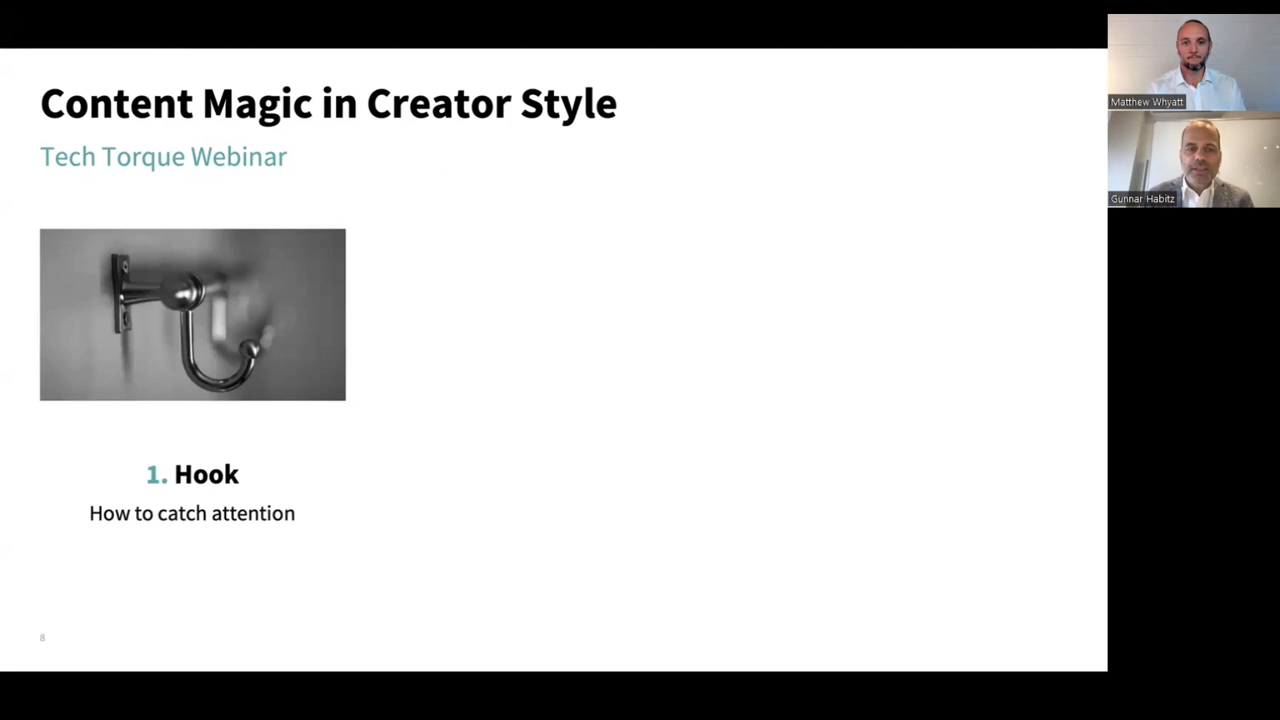 Content Magic in Creator Style
Tech Torque Webinar
1. Hook
How to catch attention
8
Matthew Whyatt
Gunnar Habitz